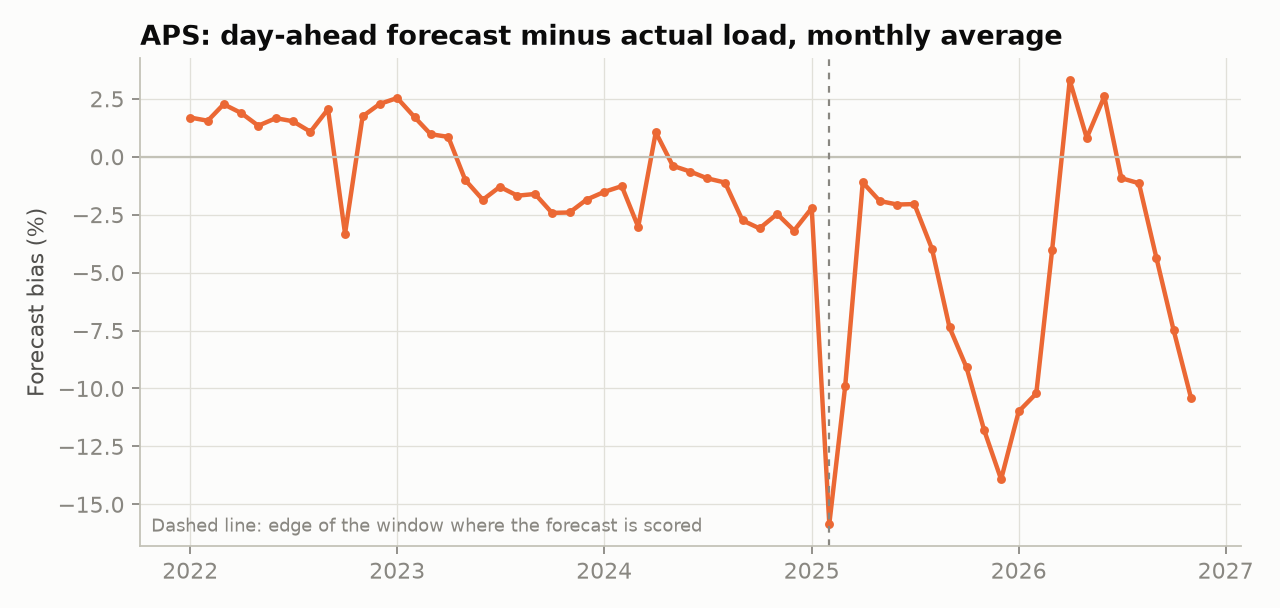 APS: day-ahead forecast minus actual load, monthly average
Forecast bias (%)
2.5
0.0
−2.5
−5.0
−7.5
−10.0
−12.5
−15.0
Dashed line: edge of the window where the forecast is scored
2022 2023 2024 2025 2026 2027